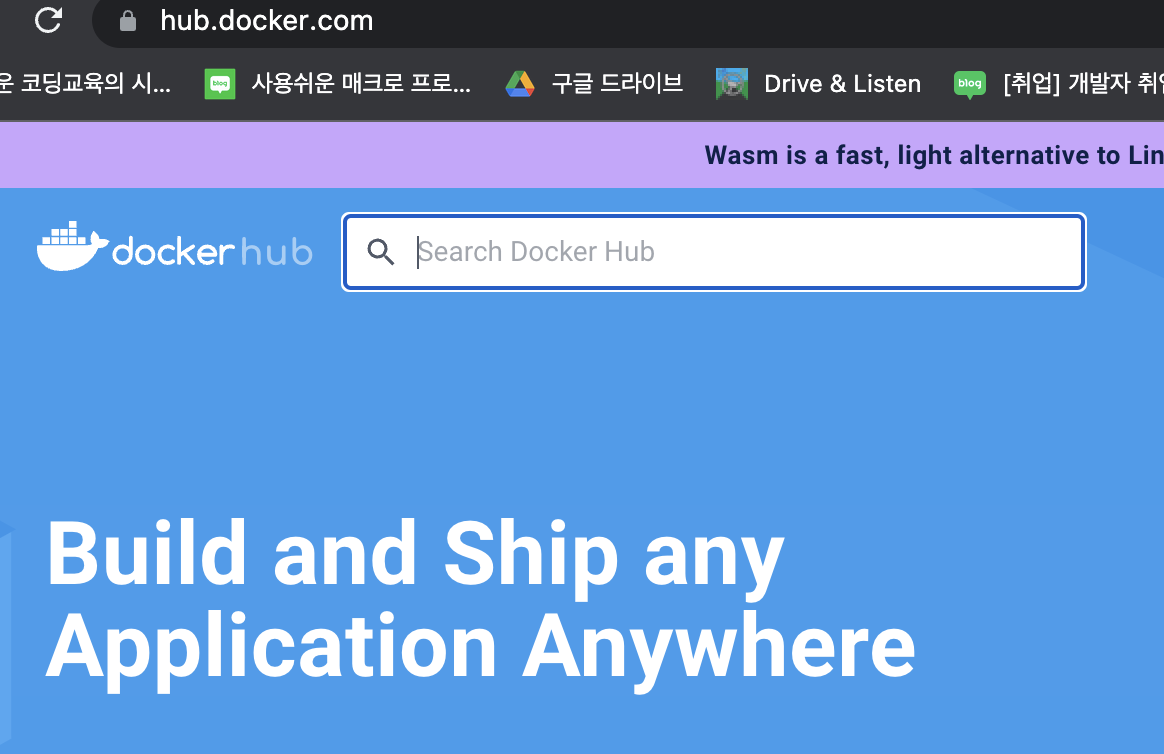 hub.docker.com
운 코딩교육의 시... blog 사용쉬운 매크로 프로... 구글 드라이브 Drive & Listen blog [취업] 개발자 취
Wasm is a fast, light alternative to Lin
docker hub Search Docker Hub
Build and Ship any
Application Anywhere